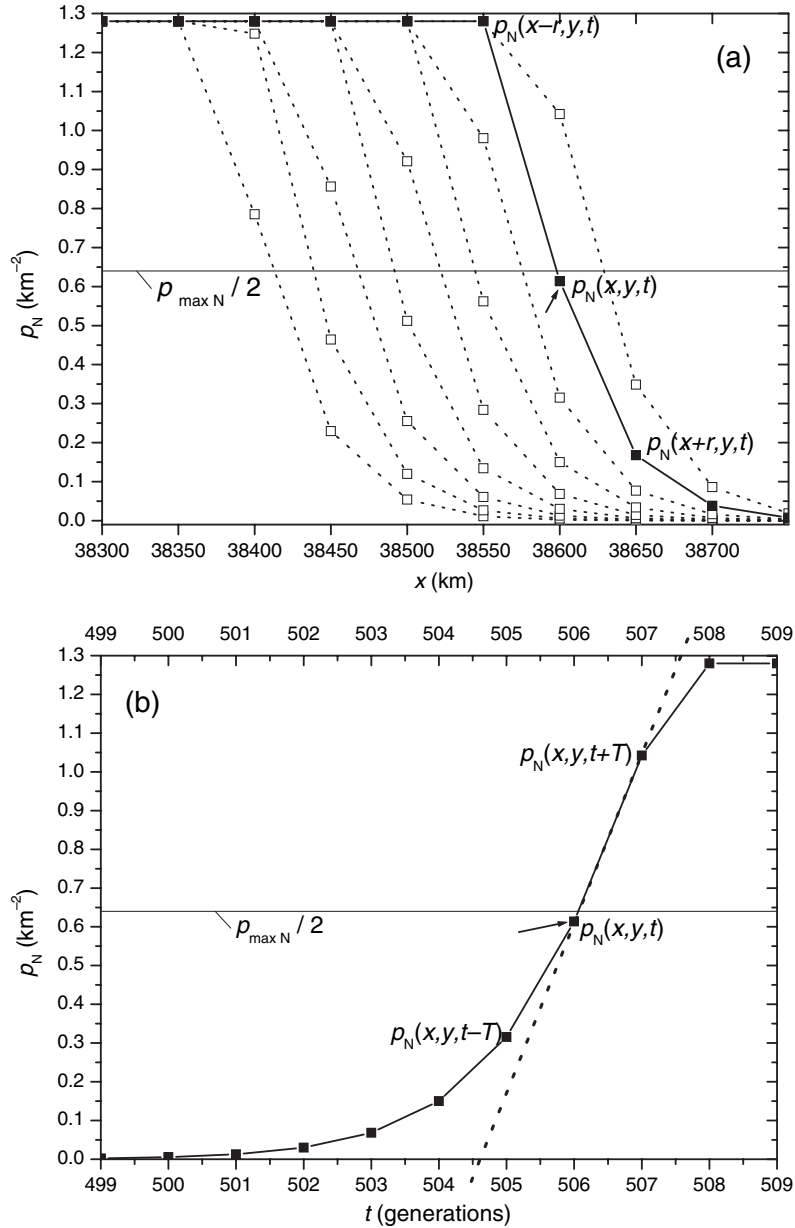 1.3
1.2
1.1
1.0
0.9
0.8
0.7
0.6
0.5
0.4
0.3
0.2
0.1
0.0
p_N (km⁻²)
(a)
p_N(x–r,y,t)
p_max N / 2
p_N(x,y,t)
p_N(x+r,y,t)
38300 38350 38400 38450 38500 38550 38600 38650 38700
x (km)
499 500 501 502 503 504 505 506 507 508 509
1.3
1.2
1.1
1.0
0.9
0.8
0.7
0.6
0.5
0.4
0.3
0.2
0.1
0.0
p_N (km⁻²)
(b)
p_N(x,y,t+T)
p_max N / 2
p_N(x,y,t)
p_N(x,y,t–T)
499 500 501 502 503 504 505 506 507 508 509
t (generations)